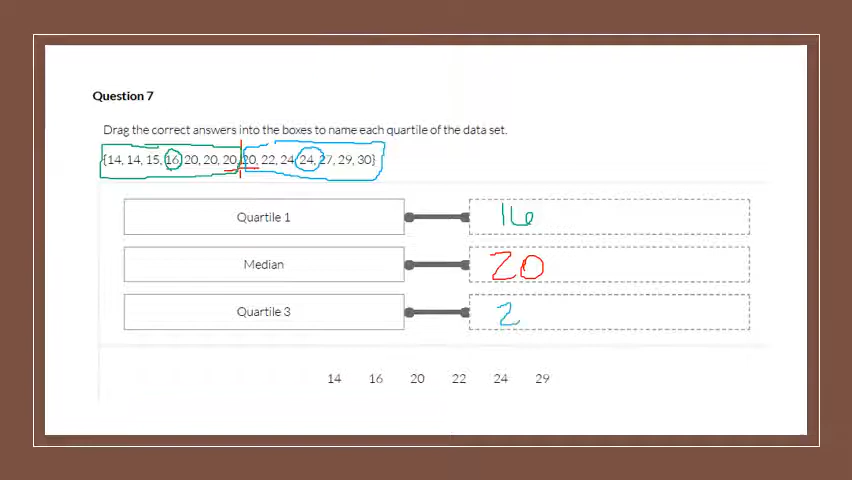 Question 7
Drag the correct answers into the boxes to name each quartile of the data set.
{14, 14, 15, 16, 20, 20, 20, 20, 22, 24, 24, 27, 29, 30}
Quartile 1 16
Median 20
Quartile 3 2
14 16 20 22 24 29